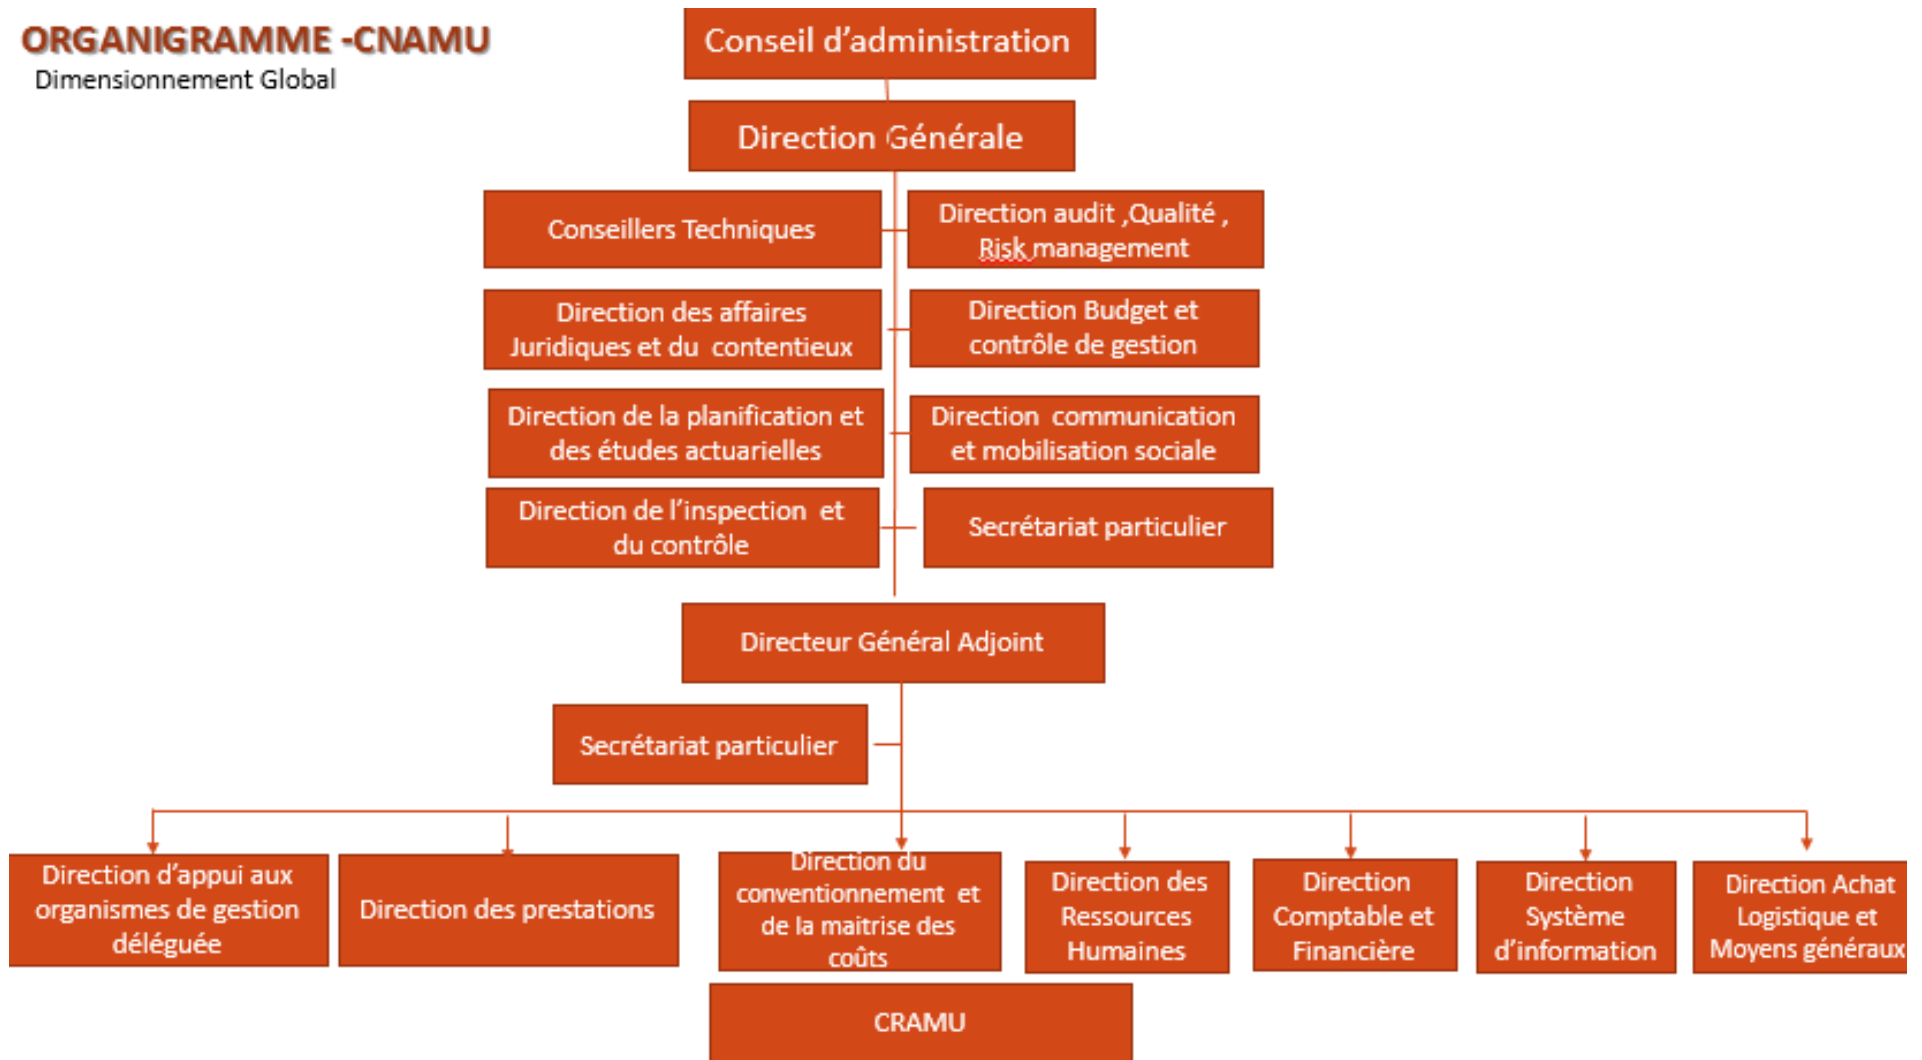 ORGANIGRAMME -CNAMU
Dimensionnement Global
Conseil d’administration
Direction Générale
Conseillers Techniques
Direction audit ,Qualité ,
Risk management
Direction des affaires
Juridiques et du contentieux
Direction Budget et
contrôle de gestion
Direction de la planification et
des études actuarielles
Direction communication
et mobilisation sociale
Direction de l’inspection et
du contrôle
Secrétariat particulier
Directeur Général Adjoint
Secrétariat particulier
Direction d’appui aux
organismes de gestion
déléguée
Direction des prestations
Direction du
conventionnement et
de la maitrise des
coûts
Direction des
Ressources
Humaines
Direction
Comptable et
Financière
Direction
Système
d’information
Direction Achat
Logistique et
Moyens généraux
CRAMU